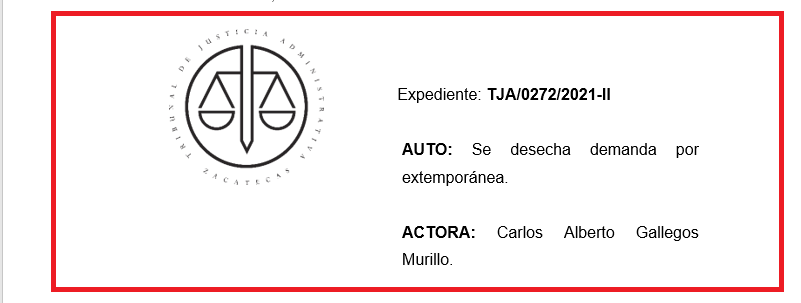 TRIBUNAL DE JUSTICIA ADMINISTRATIVA
ZACATECAS
Expediente: TJA/0272/2021-II
AUTO: Se desecha demanda por
extemporánea.
ACTORA: Carlos Alberto Gallegos
Murillo.